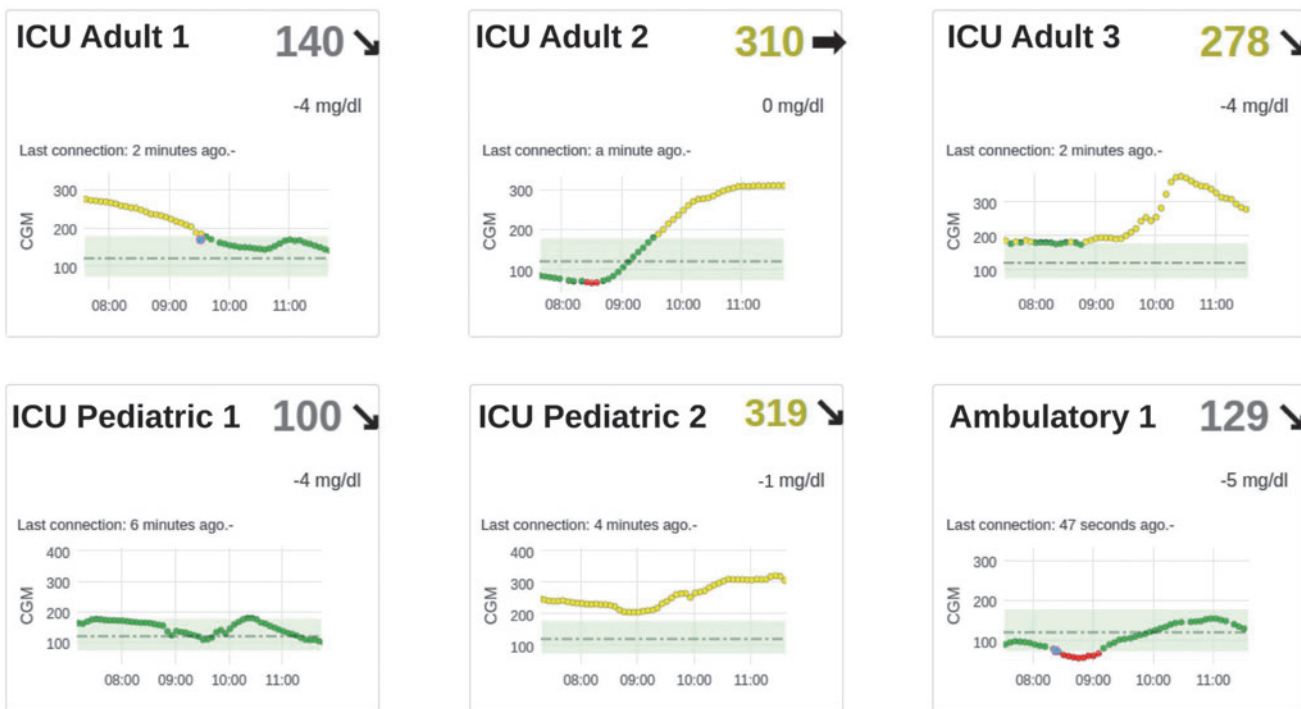 ICU Adult 1 140 ➘
-4 mg/dl
Last connection: 2 minutes ago.-
CGM
300
200
100
08:00 09:00 10:00 11:00
ICU Adult 2 310 ➡
0 mg/dl
Last connection: a minute ago.-
CGM
300
200
100
08:00 09:00 10:00 11:00
ICU Adult 3 278 ➘
-4 mg/dl
Last connection: 2 minutes ago.-
CGM
300
200
100
08:00 09:00 10:00 11:00
ICU Pediatric 1 100 ➘
-4 mg/dl
Last connection: 6 minutes ago.-
CGM
400
300
200
100
08:00 09:00 10:00 11:00
ICU Pediatric 2 319 ➘
-1 mg/dl
Last connection: 4 minutes ago.-
CGM
400
300
200
100
08:00 09:00 10:00 11:00
Ambulatory 1 129 ➘
-5 mg/dl
Last connection: 47 seconds ago.-
CGM
300
200
100
08:00 09:00 10:00 11:00